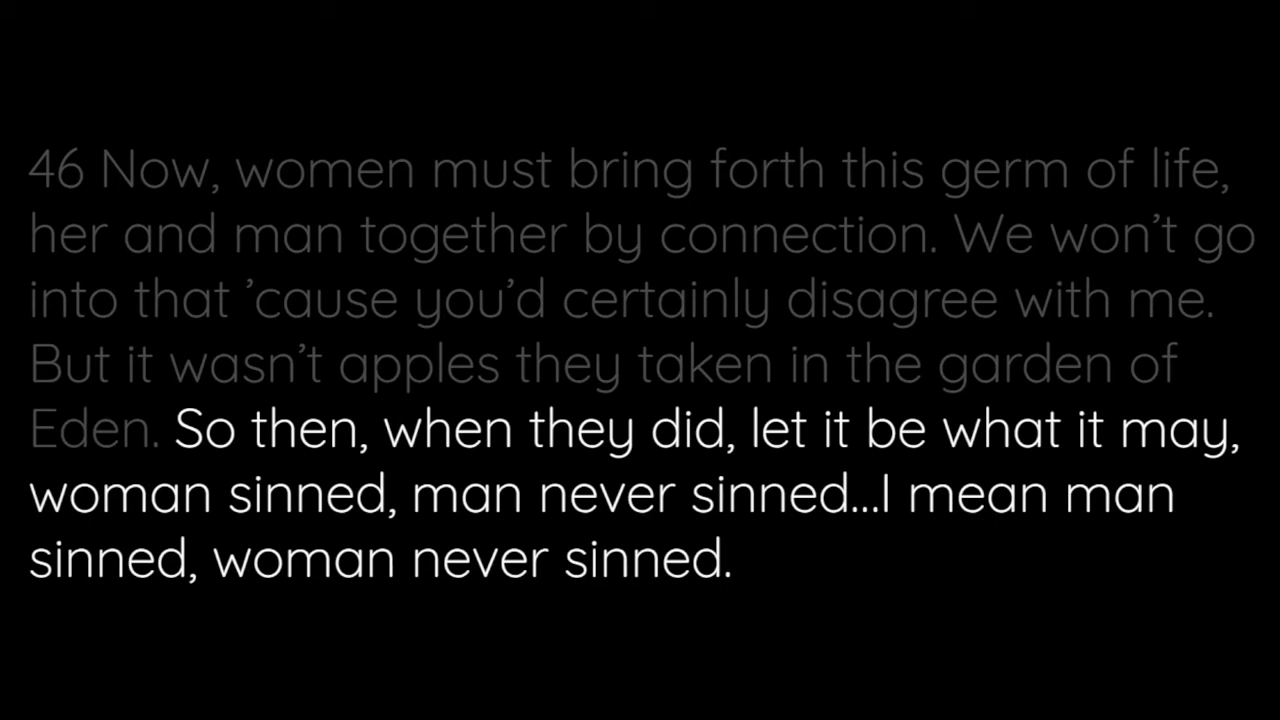 46 Now, women must bring forth this germ of life,
her and man together by connection. We won’t go
into that ’cause you’d certainly disagree with me.
But it wasn’t apples they taken in the garden of
Eden. So then, when they did, let it be what it may,
woman sinned, man never sinned...I mean man
sinned, woman never sinned.